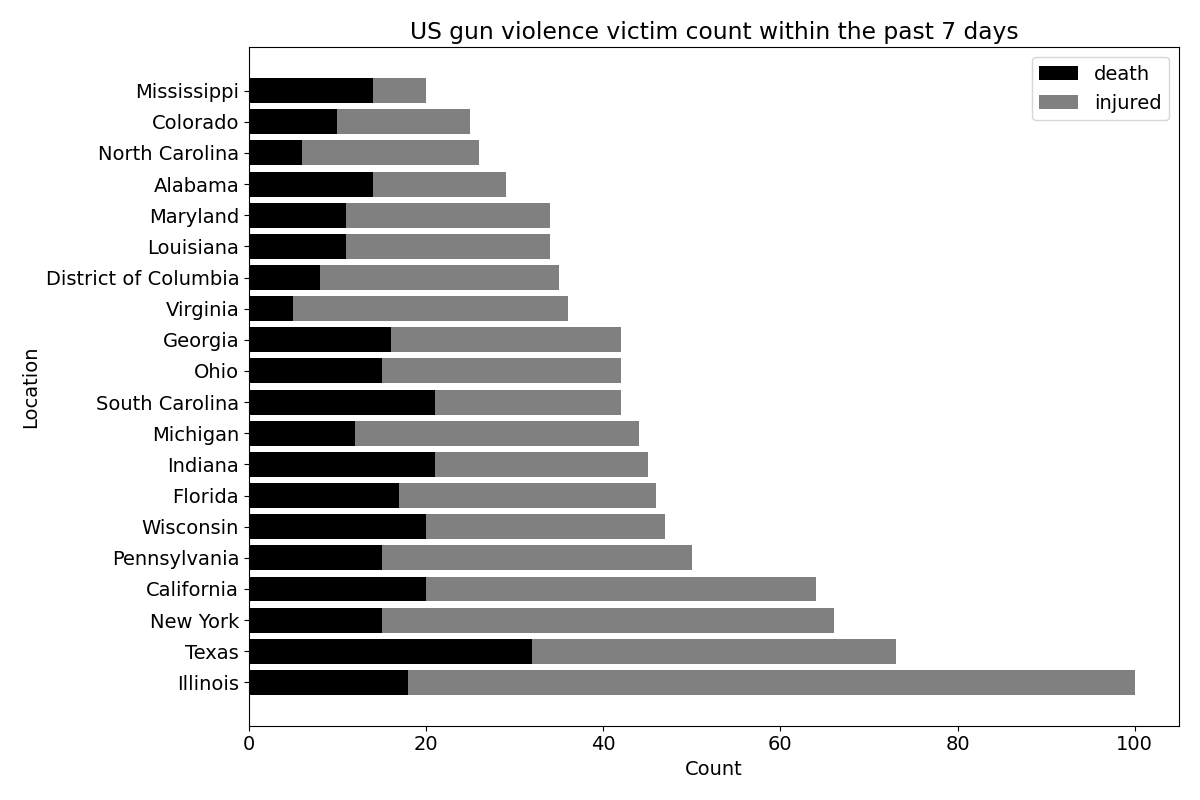 US gun violence victim count within the past 7 days
death
injured
Mississippi
Colorado
North Carolina
Alabama
Maryland
Louisiana
District of Columbia
Virginia
Georgia
Ohio
South Carolina
Michigan
Indiana
Florida
Wisconsin
Pennsylvania
California
New York
Texas
Illinois
Location
0 20 40 60 80 100
Count